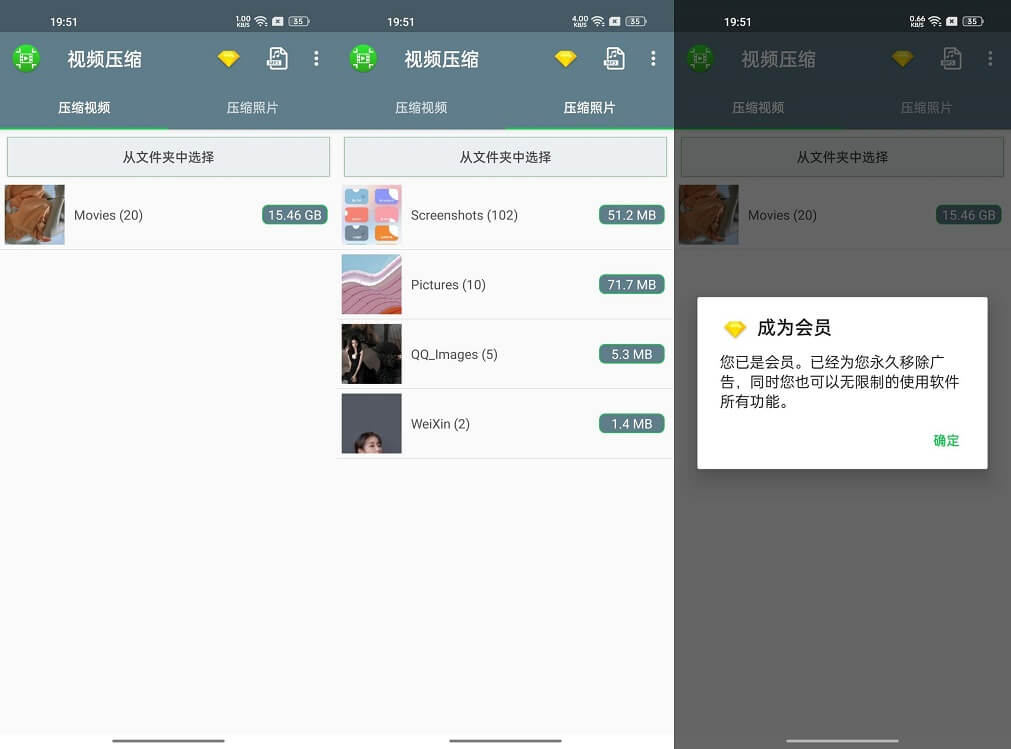 19:51
1.00 KB/S
35
视频压缩
MP3
压缩视频
压缩照片
从文件夹中选择
Movies (20)
15.46 GB
19:51
4.00 KB/S
35
视频压缩
MP3
压缩视频
压缩照片
从文件夹中选择
Screenshots (102)
51.2 MB
Pictures (10)
71.7 MB
QQ_Images (5)
5.3 MB
WeiXin (2)
1.4 MB
19:51
0.66 KB/S
35
视频压缩
MP3
压缩视频
压缩照片
从文件夹中选择
Movies (20)
15.46 GB
成为会员
您已是会员。已经为您永久移除广
告，同时您也可以无限制的使用软件
所有功能。
确定